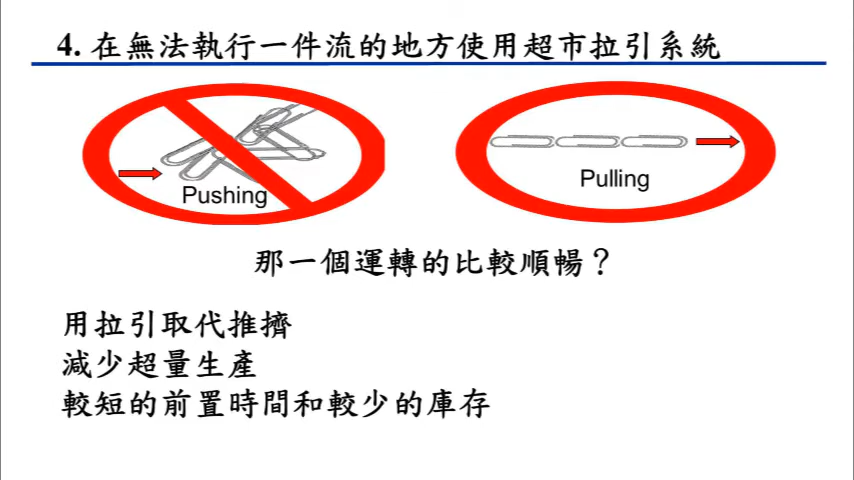 4. 在無法執行一件流的地方使用超市拉引系統
Pushing
Pulling
那一個運轉的比較順暢？
用拉引取代推擠
減少超量生產
較短的前置時間和較少的庫存